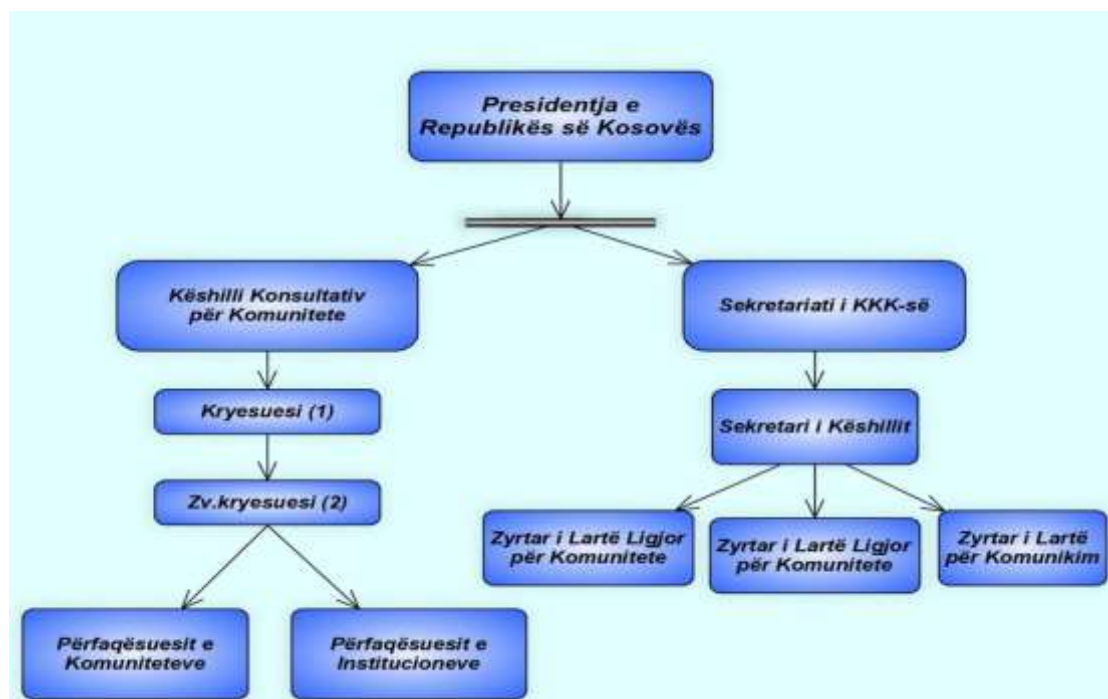 Presidentja e
Republikës së Kosovës
Këshilli Konsultativ
për Komunitete
Sekretariati i KKK-së
Kryesuesi (1)
Sekretari i Këshillit
Zv.kryesuesi (2)
Zyrtar i Lartë Ligjor
për Komunitete
Zyrtar i Lartë Ligjor
për Komunitete
Zyrtar i Lartë
për Komunikim
Përfaqësuesit e
Komuniteteve
Përfaqësuesit e
Institucioneve